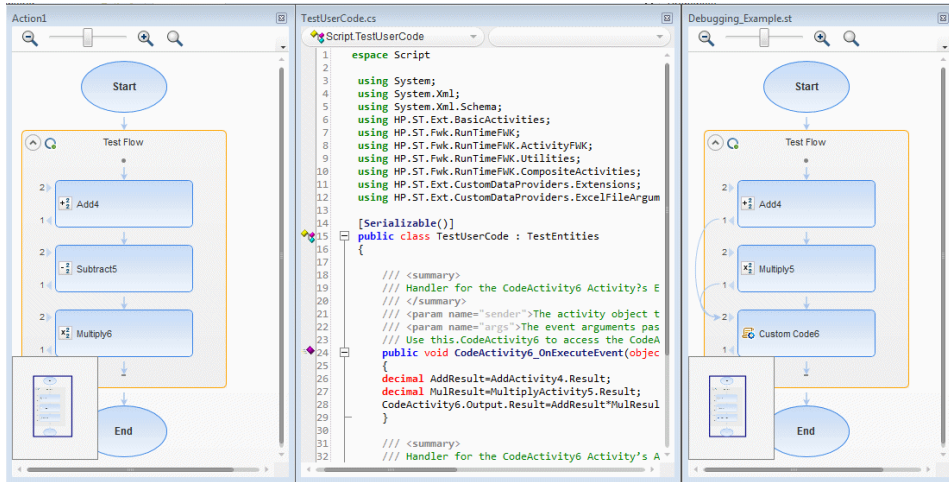 Action1
Start
Test Flow
2
Add4
1
2
Subtract5
1
2
Multiply6
1
End
TestUserCode.cs
Script.TestUserCode
1 espace Script
2
3 using System;
4 using System.Xml;
5 using System.Xml.Schema;
6 using HP.ST.Ext.BasicActivities;
7 using HP.ST.Fwk.RunTimeFWK;
8 using HP.ST.Fwk.RunTimeFWK.ActivityFWK;
9 using HP.ST.Fwk.RunTimeFWK.Utilities;
10 using HP.ST.Fwk.RunTimeFWK.CompositeActivities;
11 using HP.ST.Ext.CustomDataProviders.Extensions;
12 using HP.ST.Ext.CustomDataProviders.ExcelFileArgum
13
14 [Serializable()]
15 public class TestUserCode : TestEntities
16 {
17
18 /// <summary>
19 /// Handler for the CodeActivity6 Activity?s E
20 /// </summary>
21 /// <param name="sender">The activity object t
22 /// <param name="args">The event arguments pas
23 /// Use this.CodeActivity6 to access the CodeA
24 public void CodeActivity6_OnExecuteEvent(objec
25 {
26 decimal AddResult=AddActivity4.Result;
27 decimal MulResult=MultiplyActivity5.Result;
28 CodeActivity6.Output.Result=AddResult*MulResul
29 }
30
31 /// <summary>
32 /// Handler for the CodeActivity6 Activity’s A
Debugging_Example.st
Start
Test Flow
2
Add4
1
2
Multiply5
1
2
Custom Code6
1
End